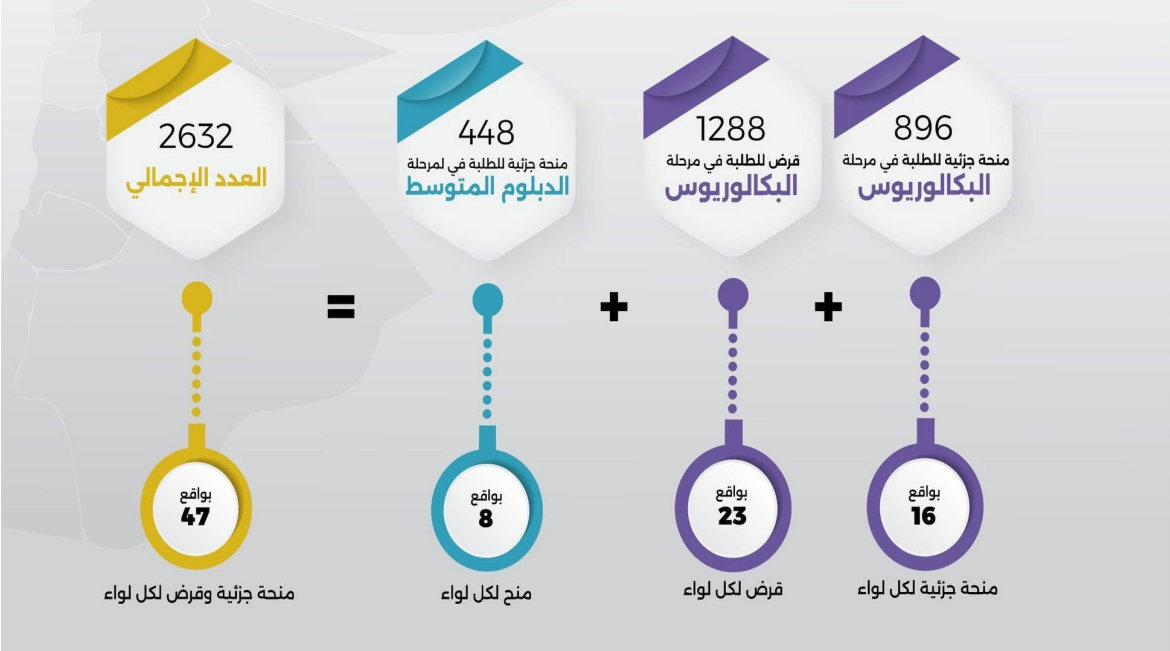 896
منحة جزئية للطلبة في مرحلة
البكالوريوس
1288
قرض للطلبة في مرحلة
البكالوريوس
448
منحة جزئية للطلبة في لمرحلة
الدبلوم المتوسط
2632
العدد الإجمالي
+
+
=
بواقع
16
منحة جزئية لكل لواء
بواقع
23
قرض لكل لواء
بواقع
8
منح لكل لواء
بواقع
47
منحة جزئية وقرض لكل لواء